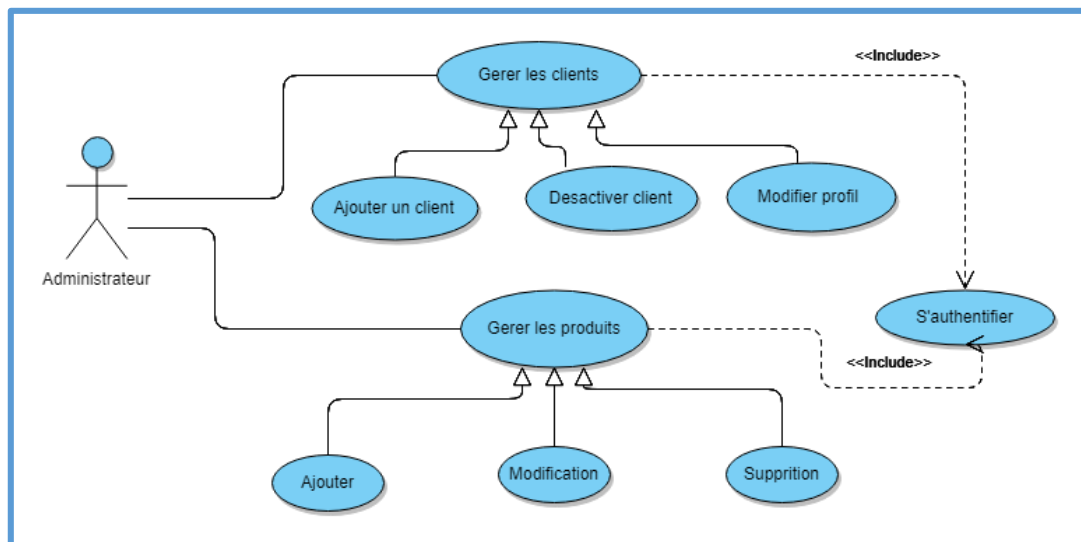 <<Include>>
Gerer les clients
Ajouter un client
Desactiver client
Modifier profil
Administrateur
Gerer les produits
S'authentifier
<<Include>>
Ajouter
Modification
Supprition